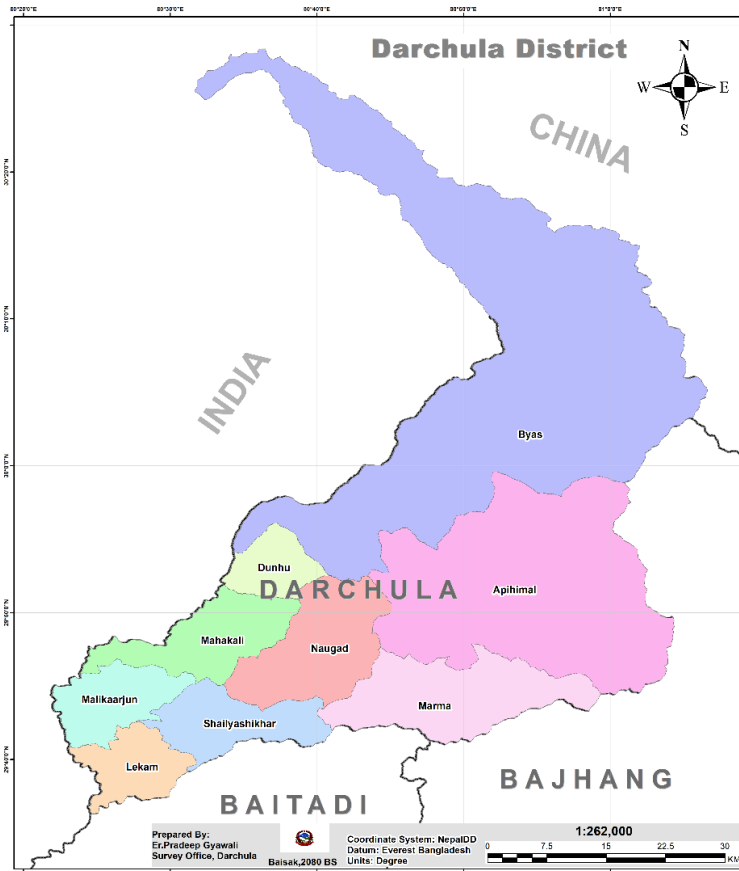 Darchula District
N
W
E
S
CHINA
INDIA
Byas
Dunhu
DARCHULA
Apihimal
Mahakali
Naugad
Malikaarjun
Marma
Shailyashikhar
Lekam
BAJHANG
BAITADI
Prepared By:
Er.Pradeep Gyawali
Survey Office, Darchula
Baisak,2080 BS
Coordinate System: NepalDD
Datum: Everest Bangladesh
Units: Degree
1:262,000
0 7.5 15 22.5 30
KM